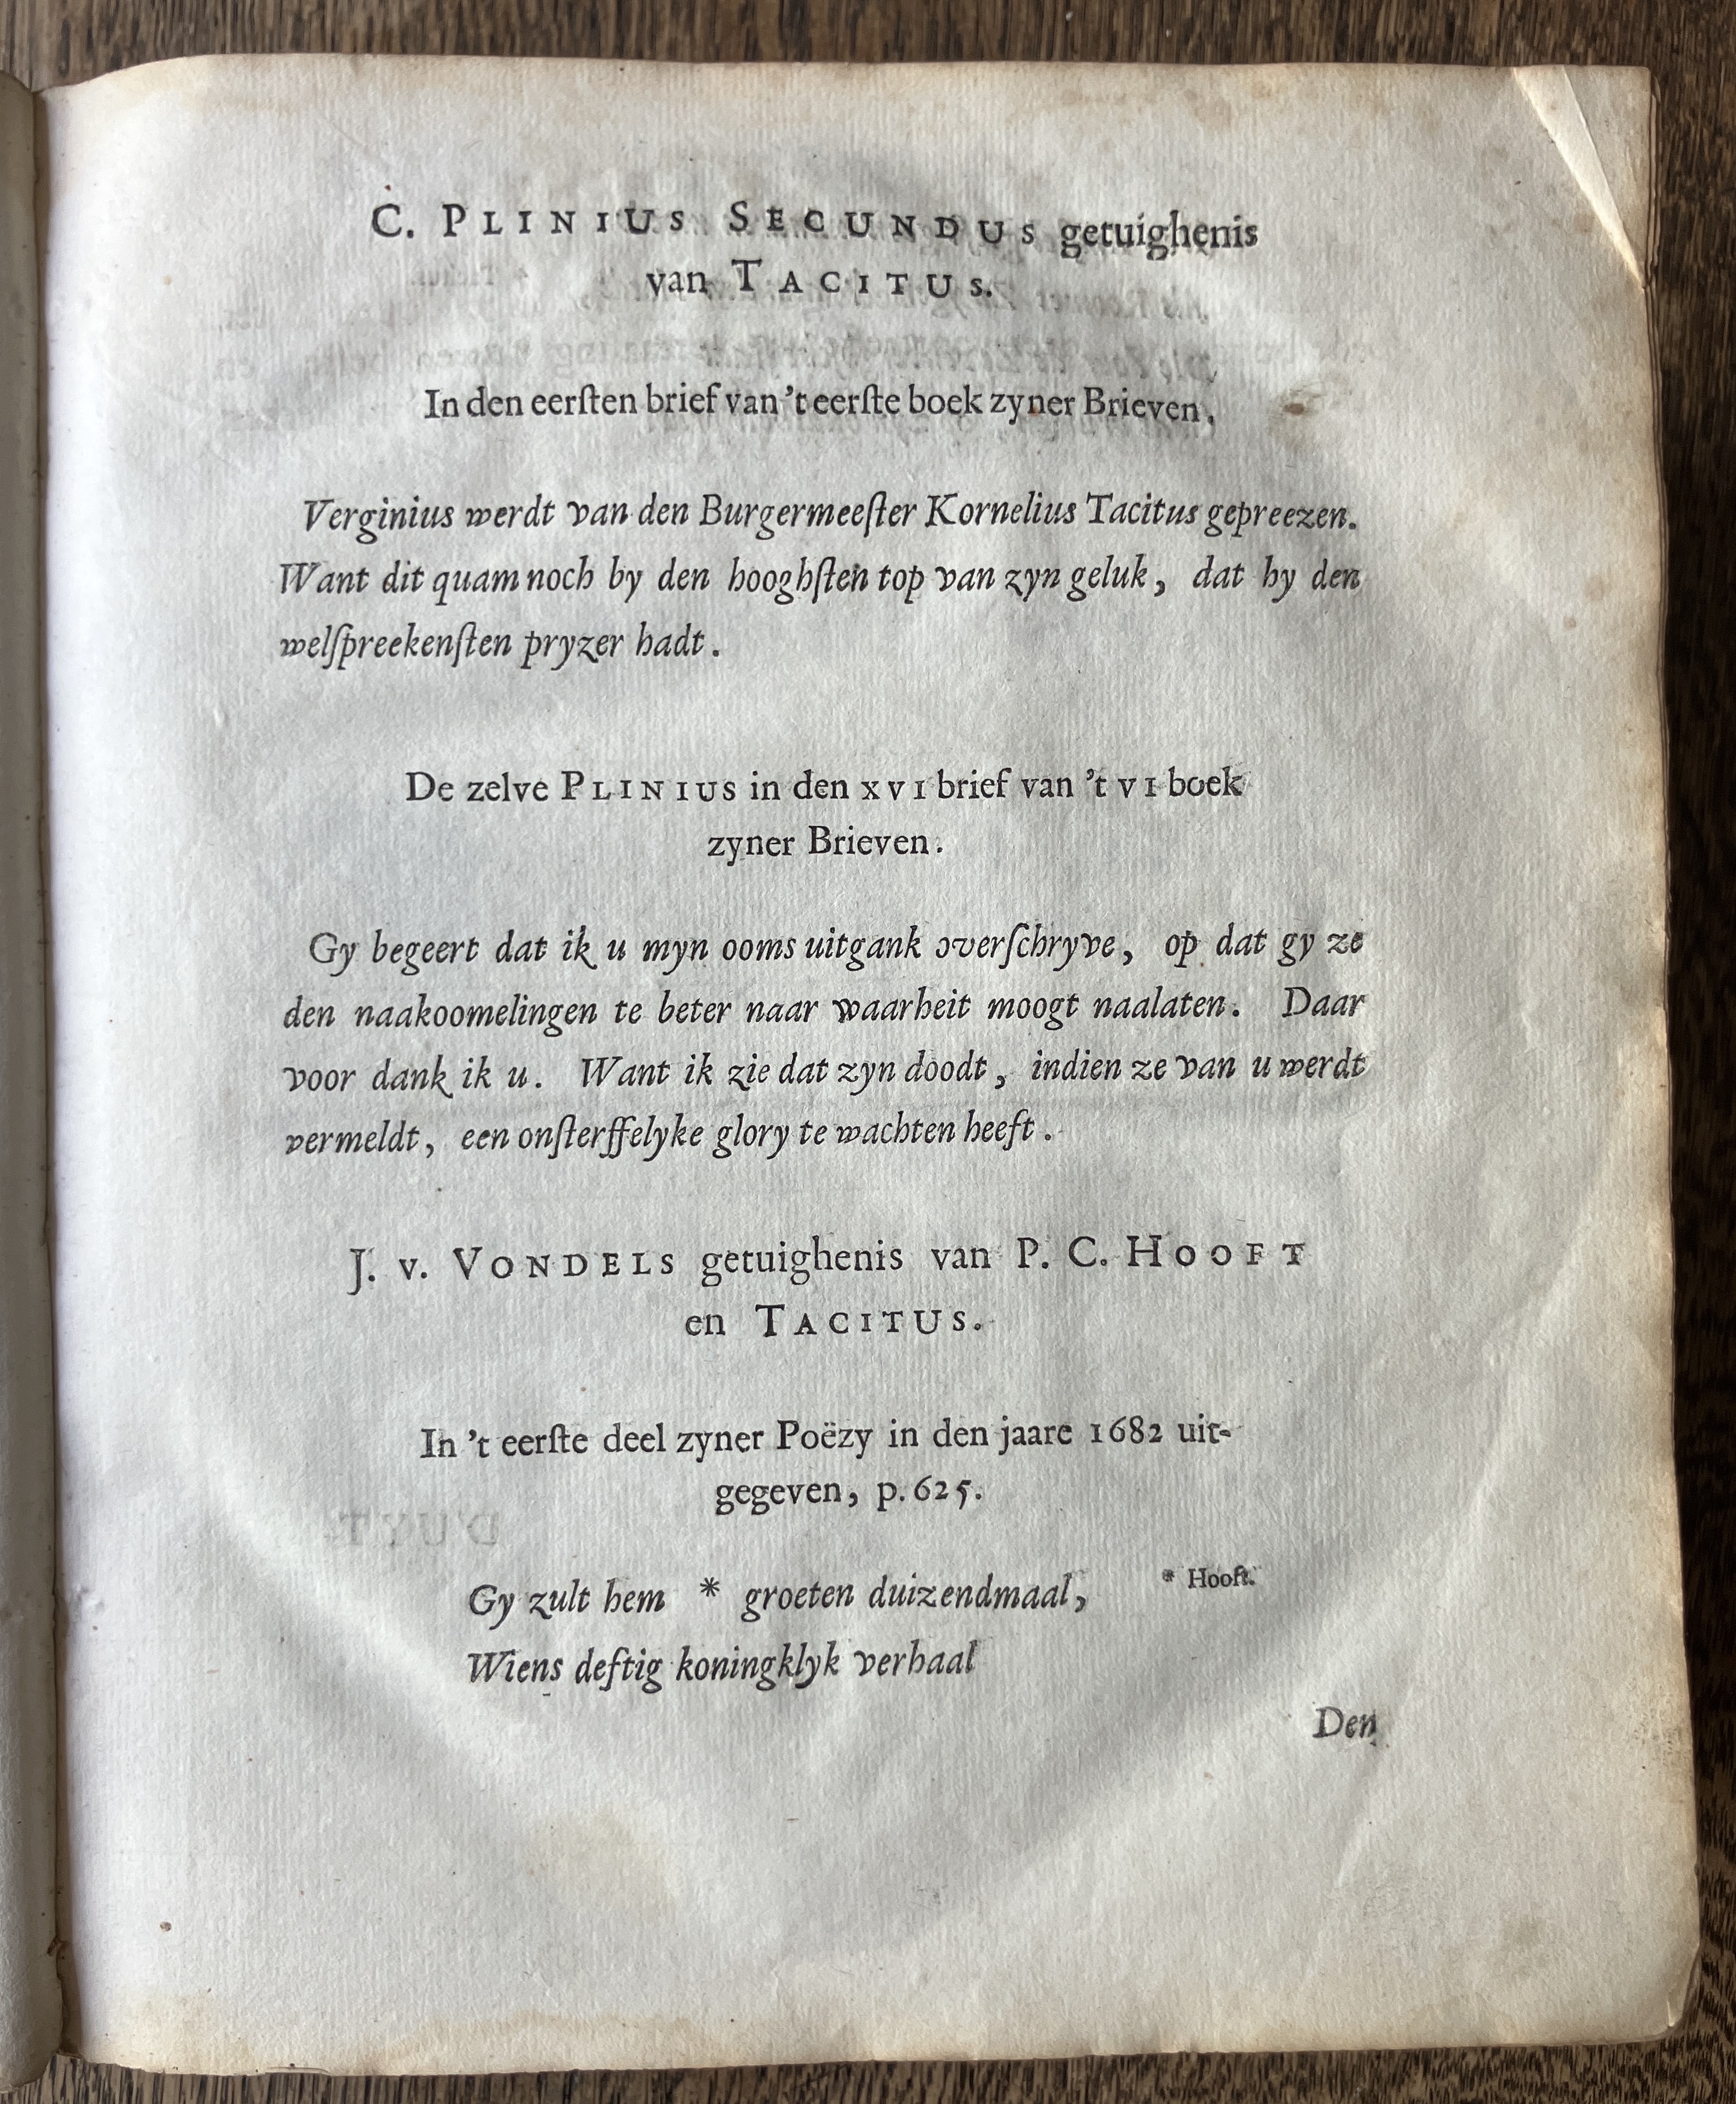 C. PLINIUS SECUNDUS getuighenis
van TACITUS.
In den eerſten brief van 't eerſte boek zyner Brieven.
Verginius werdt van den Burgermeeſter Kornelius Tacitus gepreezen.
Want dit quam noch by den hooghſten top van zyn geluk, dat hy den
welſpreekenſten pryzer hadt.
De zelve PLINIUS in den XVI brief van 't VI boek
zyner Brieven.
Gy begeert dat ik u myn ooms uitgank overſchryve, op dat gy ze
den naakoomelingen te beter naar waarheit moogt naalaten. Daar
voor dank ik u. Want ik zie dat zyn doodt, indien ze van u werdt
vermeldt, een onſterffelyke glory te wachten heeft.
J. v. VONDELS getuighenis van P. C. HOOFT
en TACITUS.
In 't eerſte deel zyner Poëzy in den jaare 1682 uit-
gegeven, p. 625.
Gy zult hem * groeten duizendmaal, * Hooft.
Wiens deftig koningklyk verhaal
Den